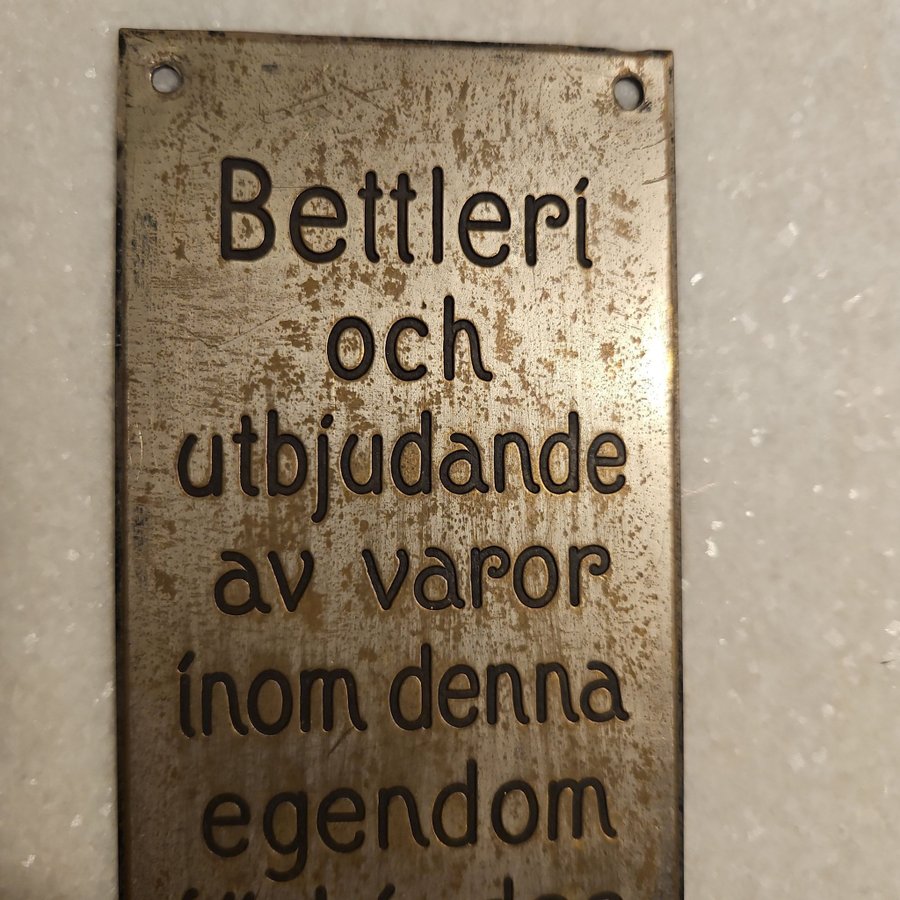 Bettleri
och
utbjudande
av varor
inom denna
egendom